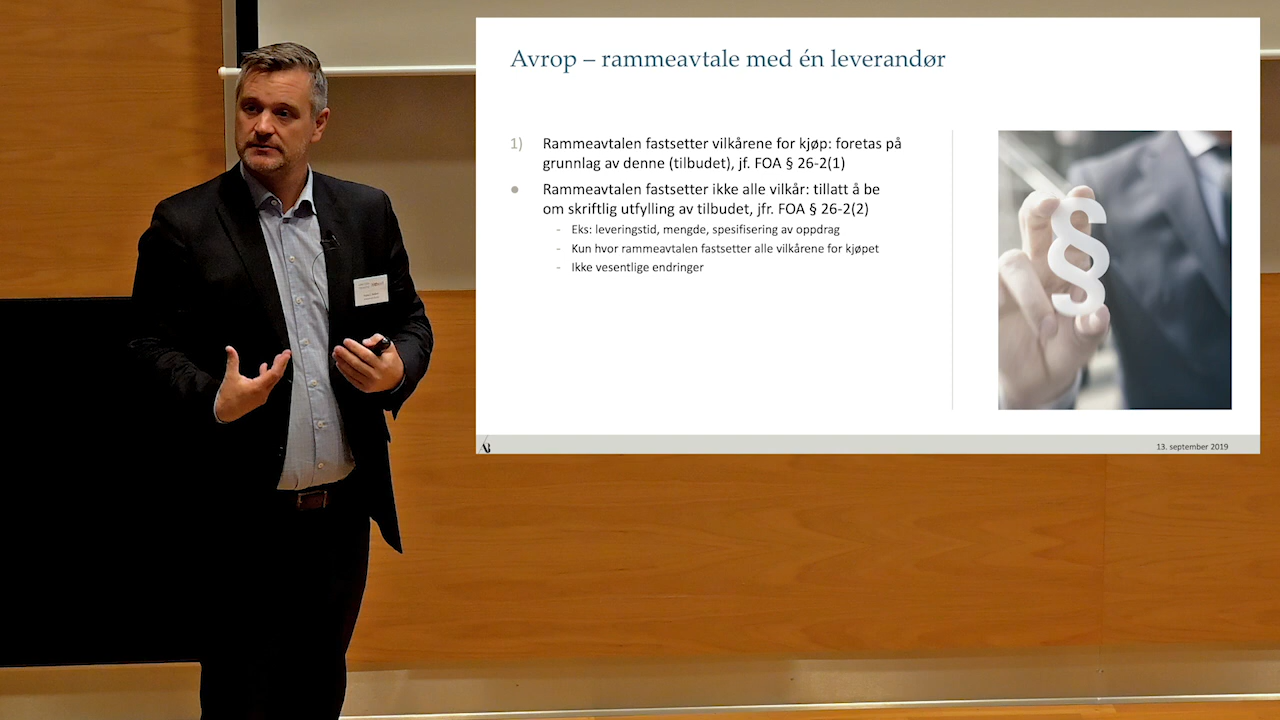 Avrop – rammeavtale med én leverandør
1) Rammeavtalen fastsetter vilkårene for kjøp: foretas på
grunnlag av denne (tilbudet), jf. FOA § 26-2(1)
● Rammeavtalen fastsetter ikke alle vilkår: tillatt å be
om skriftlig utfylling av tilbudet, jfr. FOA § 26-2(2)
- Eks: leveringstid, mengde, spesifisering av oppdrag
- Kun hvor rammeavtalen fastsetter alle vilkårene for kjøpet
- Ikke vesentlige endringer
§
13. september 2019